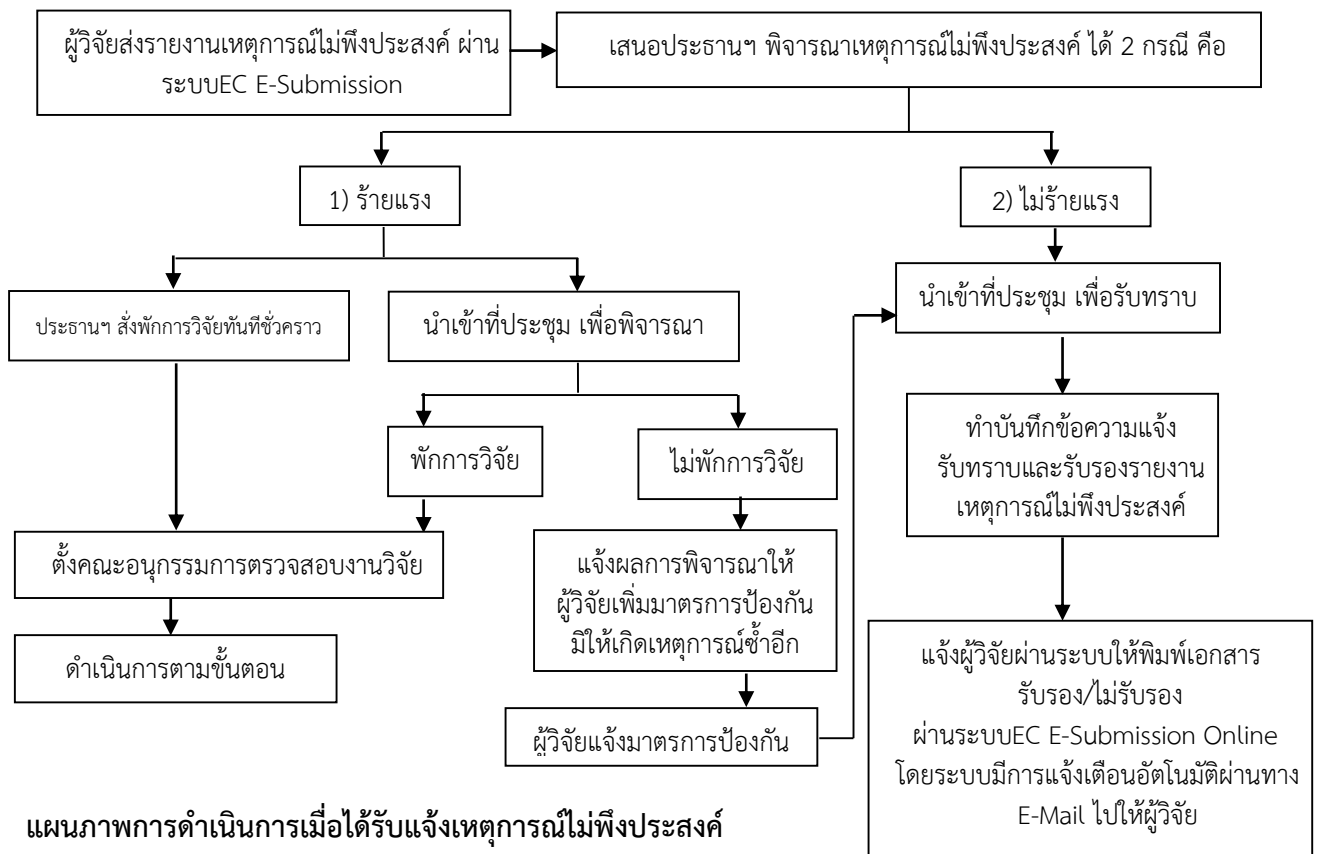 ผู้วิจัยส่งรายงานเหตุการณ์ไม่พึงประสงค์ ผ่าน
ระบบEC E-Submission
เสนอประธานฯ พิจารณาเหตุการณ์ไม่พึงประสงค์ ได้ 2 กรณี คือ
1) ร้ายแรง
2) ไม่ร้ายแรง
ประธานฯ สั่งพักการวิจัยทันทีชั่วคราว
นำเข้าที่ประชุม เพื่อพิจารณา
นำเข้าที่ประชุม เพื่อรับทราบ
พักการวิจัย
ไม่พักการวิจัย
ทำบันทึกข้อความแจ้ง
รับทราบและรับรองรายงาน
เหตุการณ์ไม่พึงประสงค์
ตั้งคณะอนุกรรมการตรวจสอบงานวิจัย
แจ้งผลการพิจารณาให้
ผู้วิจัยเพิ่มมาตรการป้องกัน
มิให้เกิดเหตุการณ์ซ้ำอีก
ดำเนินการตามขั้นตอน
ผู้วิจัยแจ้งมาตรการป้องกัน
แจ้งผู้วิจัยผ่านระบบให้พิมพ์เอกสาร
รับรอง/ไม่รับรอง
ผ่านระบบEC E-Submission Online
โดยระบบมีการแจ้งเตือนอัตโนมัติผ่านทาง
E-Mail ไปให้ผู้วิจัย
แผนภาพการดำเนินการเมื่อได้รับแจ้งเหตุการณ์ไม่พึงประสงค์